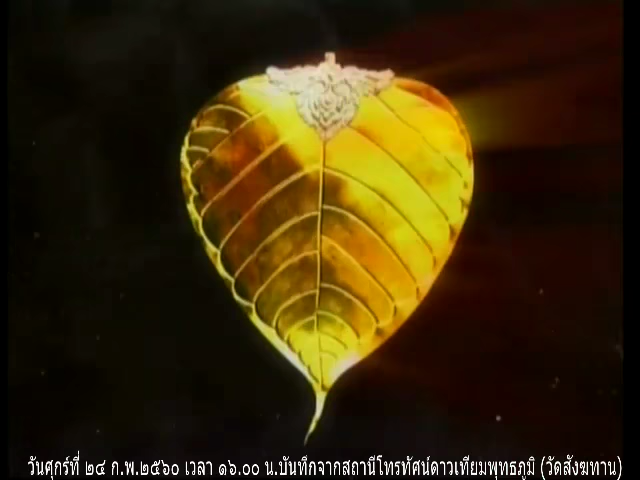 วันศุกร์ที่ ๒๔ ก.พ.๒๕๖๐ เวลา ๑๖.๐๐ น.บันทึกจากสถานีโทรทัศน์ดาวเทียมพุทธภูมิ (วัดสังฆทาน)